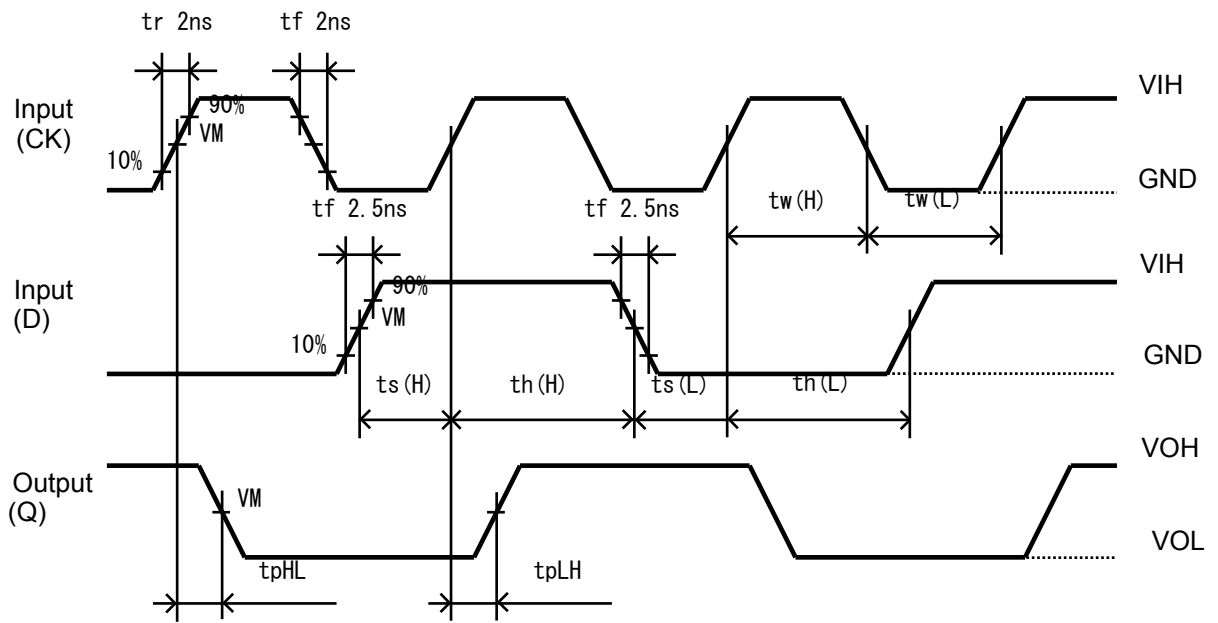 tr 2ns
tf 2ns
Input
(CK)
90%
VM
10%
VIH
GND
tf 2.5ns
tf 2.5ns
tw(H)
tw(L)
Input
(D)
90%
VM
10%
VIH
GND
ts(H)
th(H)
ts(L)
th(L)
Output
(Q)
VM
VOH
VOL
tpHL
tpLH